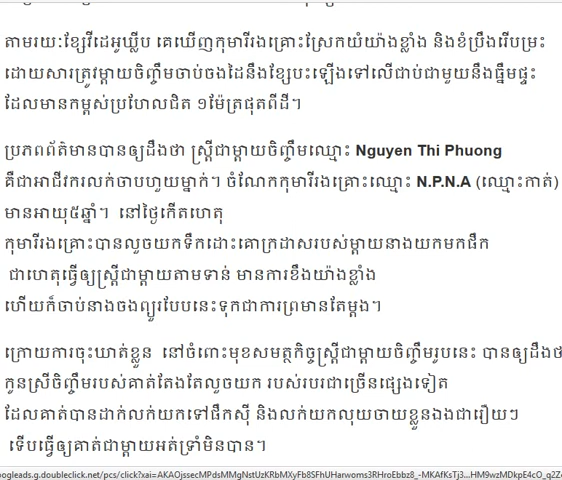 តាមរយៈខ្សែវីដេអូឃ្លីប គេឃើញកុមារីរងគ្រោះស្រែកយំយ៉ាងខ្លាំង និងខំប្រឹងរើបម្រះ
ដោយសារត្រូវម្តាយចិញ្ចឹមចាប់ចងដៃនឹងខ្សែបះឡើងទៅលើជាប់ជាមួយនឹងធ្នឹមផ្ទះ
ដែលមានកម្ពស់ប្រហែលជិត ១ម៉ែត្រផុតពីដី។
ប្រភពព័ត៌មានបានឲ្យដឹងថា ស្ត្រីជាម្តាយចិញ្ចឹមឈ្មោះ Nguyen Thi Phuong
គឺជាអាជីវករលក់ចាបហួយម្នាក់។ ចំណែកកុមារីរងគ្រោះឈ្មោះ N.P.N.A (ឈ្មោះកាត់)
មានអាយុ៥ឆ្នាំ។ នៅថ្ងៃកើតហេតុ
កុមារីរងគ្រោះបានលួចយកទឹកដោះគោក្រដាសរបស់ម្តាយនាងយកមកផឹក
ជាហេតុធ្វើឲ្យស្ត្រីជាម្តាយតាមទាន់ មានការខឹងយ៉ាងខ្លាំង
ហើយក៏ចាប់នាងចងព្យួរបែបនេះទុកជាការព្រមានតែម្តង។
ក្រោយការចុះឃាត់ខ្លួន នៅចំពោះមុខសមត្ថកិច្ចស្ត្រីជាម្តាយចិញ្ចឹមរូបនេះ បានឲ្យដឹងថ
កូនស្រីចិញ្ចឹមរបស់គាត់តែងតែលួចយក របស់របរជាច្រើនផ្សេងទៀត
ដែលគាត់បានដាក់លក់យកទៅផឹកស៊ី និងលក់យកលុយចាយខ្លួនឯងជារឿយៗ
ទើបធ្វើឲ្យគាត់ជាម្តាយអត់ទ្រាំមិនបាន។
oogleads.g.doubleclick.net/pcs/click?xai=AKAOjssecMPdsMMgNstUzKRbMXyFb8SFhUHarwoms3RHroEbbz8_-MKAfKsTj3...HM9wzMDkpE4cO_q2Z